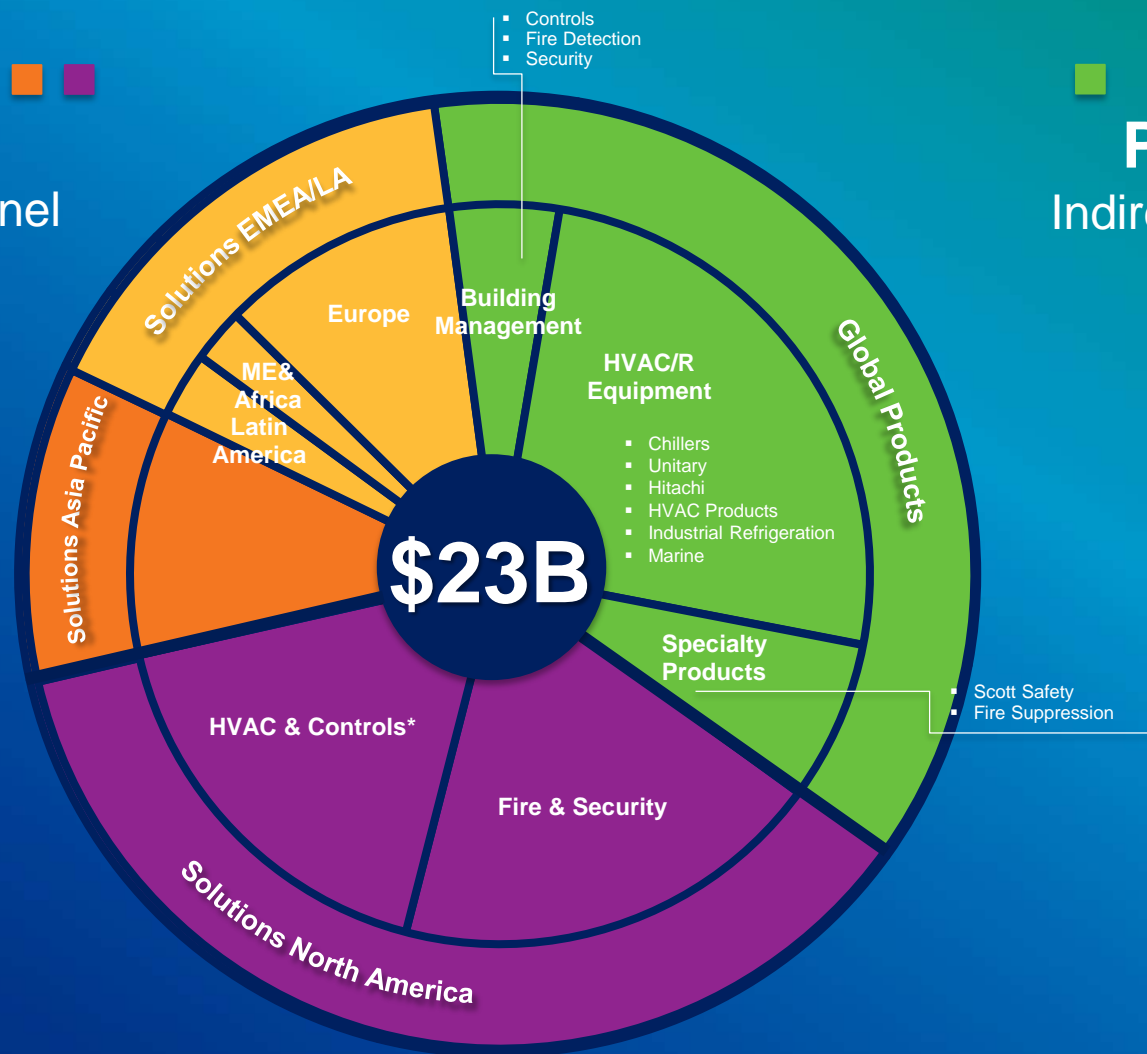 ▪ Controls
▪ Fire Detection
▪ Security
nel
Indire
Solutions EMEA/LA
Europe
ME&
Africa
Latin
America
Building
Management
HVAC/R
Equipment
▪ Chillers
▪ Unitary
▪ Hitachi
▪ HVAC Products
▪ Industrial Refrigeration
▪ Marine
Global Products
Solutions Asia Pacific
$23B
Specialty
Products
▪ Scott Safety
▪ Fire Suppression
HVAC & Controls*
Fire & Security
Solutions North America